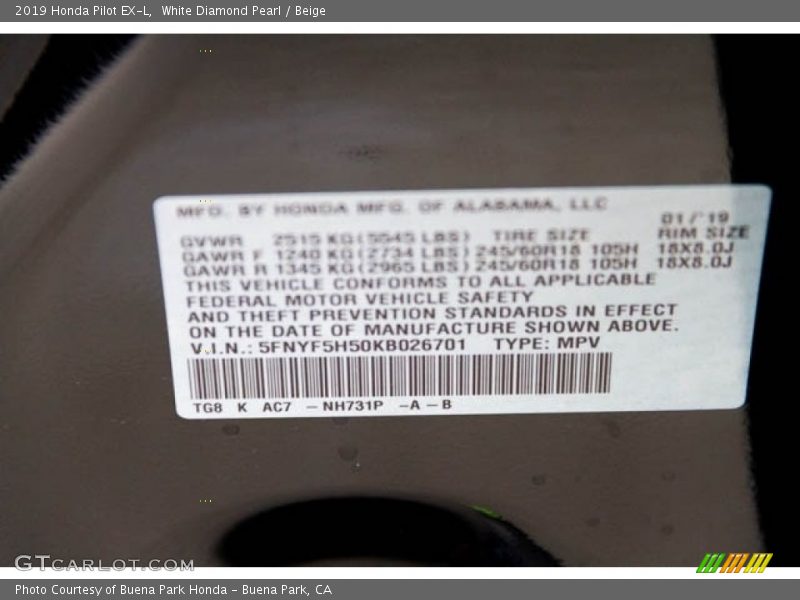 2019 Honda Pilot EX-L, White Diamond Pearl / Beige
MFD. BY HONDA MFG. OF ALABAMA, LLC
01/'19
GVWR 2515 KG (5545 LBS) TIRE SIZE RIM SIZE
GAWR F 1240 KG (2734 LBS) 245/60R18 105H 18X8.0J
GAWR R 1345 KG (2965 LBS) 245/60R18 105H 18X8.0J
THIS VEHICLE CONFORMS TO ALL APPLICABLE
FEDERAL MOTOR VEHICLE SAFETY
AND THEFT PREVENTION STANDARDS IN EFFECT
ON THE DATE OF MANUFACTURE SHOWN ABOVE.
V.I.N.: 5FNYF5H50KB026701 TYPE: MPV
TG8 K AC7 – NH731P –A – B
GTCARLOT.COM
Photo Courtesy of Buena Park Honda - Buena Park, CA